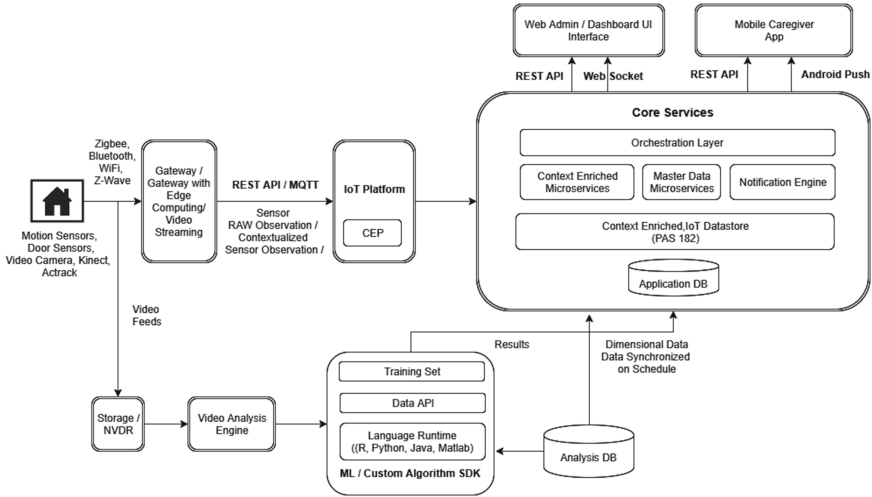 Web Admin / Dashboard UI
Interface
Mobile Caregiver
App
REST API
Web Socket
REST API
Android Push
Core Services
Orchestration Layer
Context Enriched
Microservices
Master Data
Microservices
Notification Engine
Context Enriched,IoT Datastore
(PAS 182)
Application DB
Zigbee,
Bluetooth,
WiFi,
Z-Wave
Gateway /
Gateway with
Edge
Computing/
Video
Streaming
REST API / MQTT
Sensor
RAW Observation /
Contextualized
Sensor Observation /
IoT Platform
CEP
Motion Sensors,
Door Sensors,
Video Camera, Kinect,
Actrack
Video
Feeds
Results
Dimensional Data
Data Synchronized
on Schedule
Storage /
NVDR
Video Analysis
Engine
Training Set
Data API
Language Runtime
((R, Python, Java, Matlab)
ML / Custom Algorithm SDK
Analysis DB